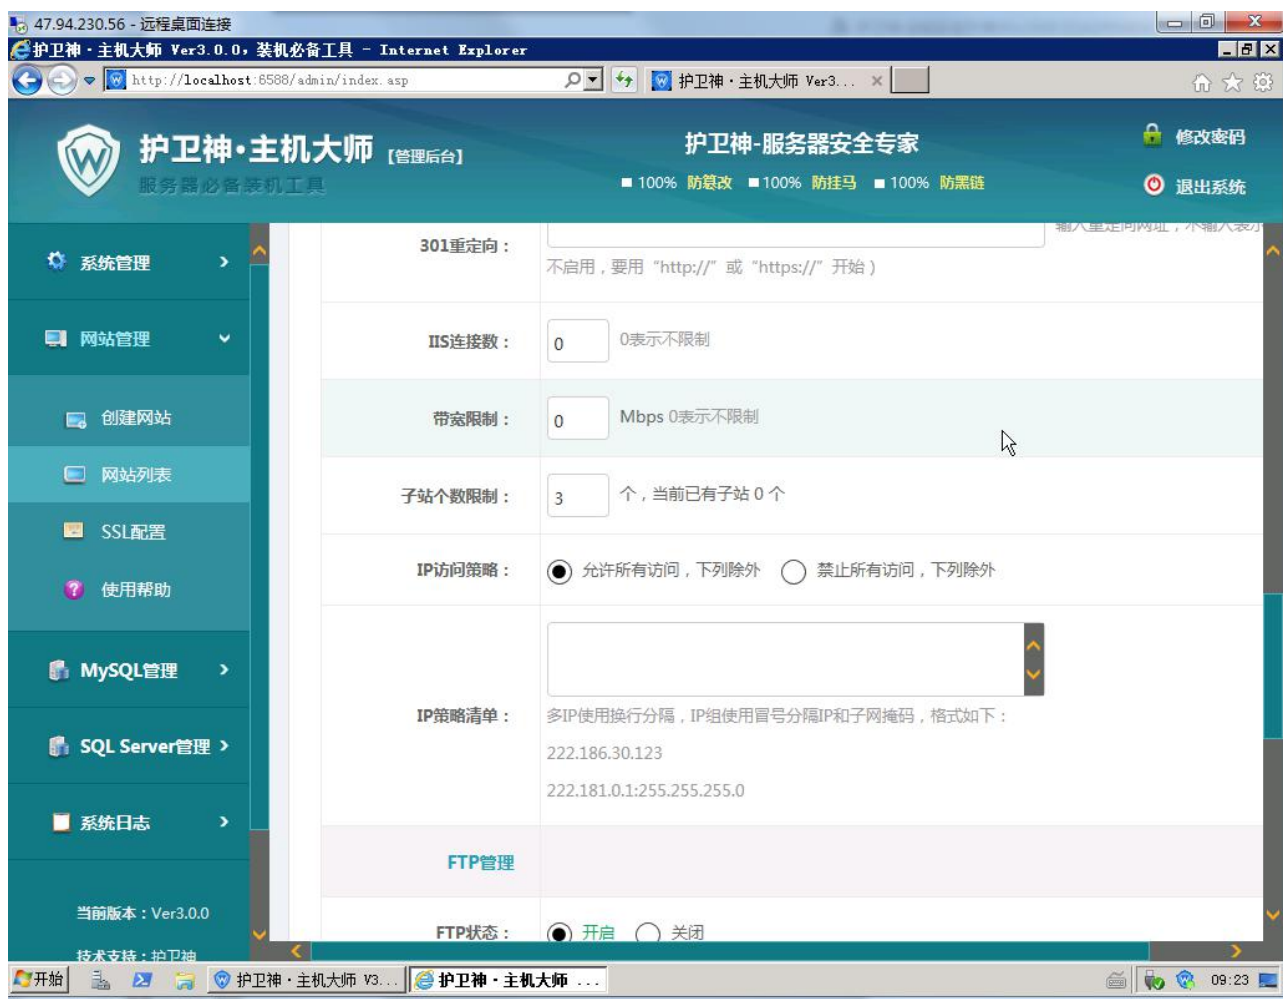 47.94.230.56 - 远程桌面连接
护卫神·主机大师 Ver3.0.0，装机必备工具 - Internet Explorer
http://localhost:6588/admin/index.asp
护卫神·主机大师 Ver3... ×
护卫神·主机大师 【管理后台】
服务器必备装机工具
护卫神-服务器安全专家
■ 100% 防篡改 ■ 100% 防挂马 ■ 100% 防黑链
修改密码
退出系统
系统管理
网站管理
创建网站
网站列表
SSL配置
使用帮助
MySQL管理
SQL Server管理
系统日志
当前版本：Ver3.0.0
技术支持：护卫神
输入重定向网址，不输入表示
301重定向：
不启用，要用“http://”或“https://”开始）
IIS连接数：
0 0表示不限制
带宽限制：
0 Mbps 0表示不限制
子站个数限制：
3 个，当前已有子站 0 个
IP访问策略：
允许所有访问，下列除外 禁止所有访问，下列除外
IP策略清单：
多IP使用换行分隔，IP组使用冒号分隔IP和子网掩码，格式如下：
222.186.30.123
222.181.0.1:255.255.255.0
FTP管理
FTP状态：
开启 关闭
开始
护卫神·主机大师 V3...
护卫神·主机大师 ...
09:23